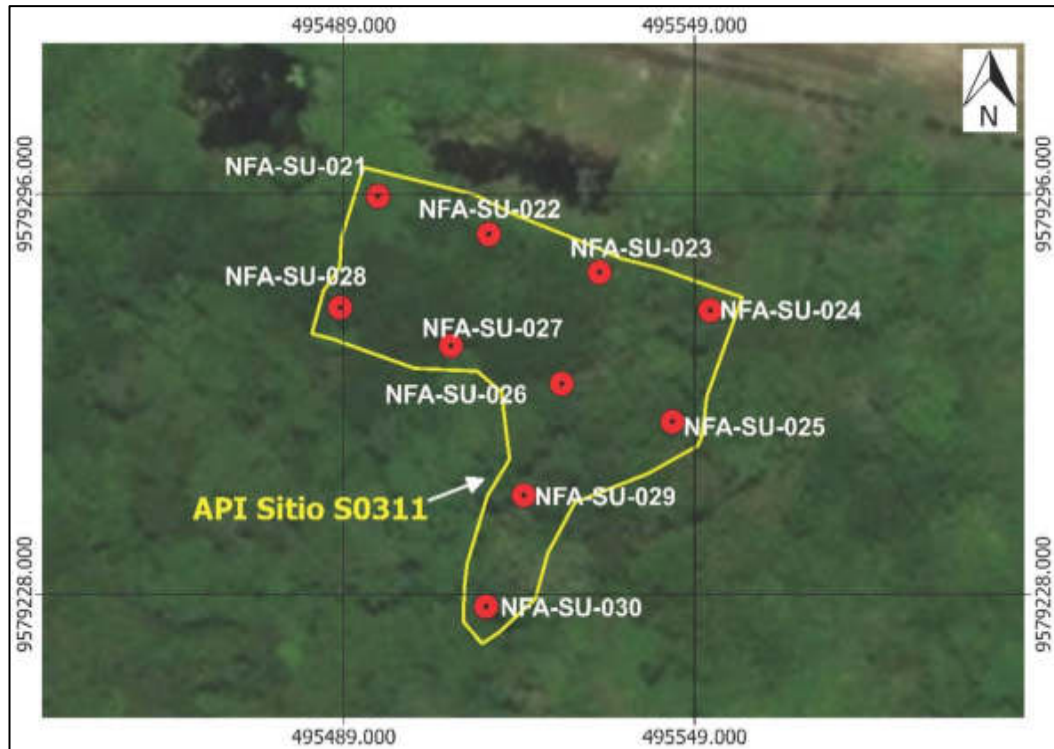 495489.000
495549.000
N
9579296.000
9579296.000
NFA-SU-021
NFA-SU-022
NFA-SU-023
NFA-SU-028
NFA-SU-024
NFA-SU-027
NFA-SU-026
NFA-SU-025
NFA-SU-029
API Sitio S0311
9579228.000
9579228.000
NFA-SU-030
495489.000
495549.000